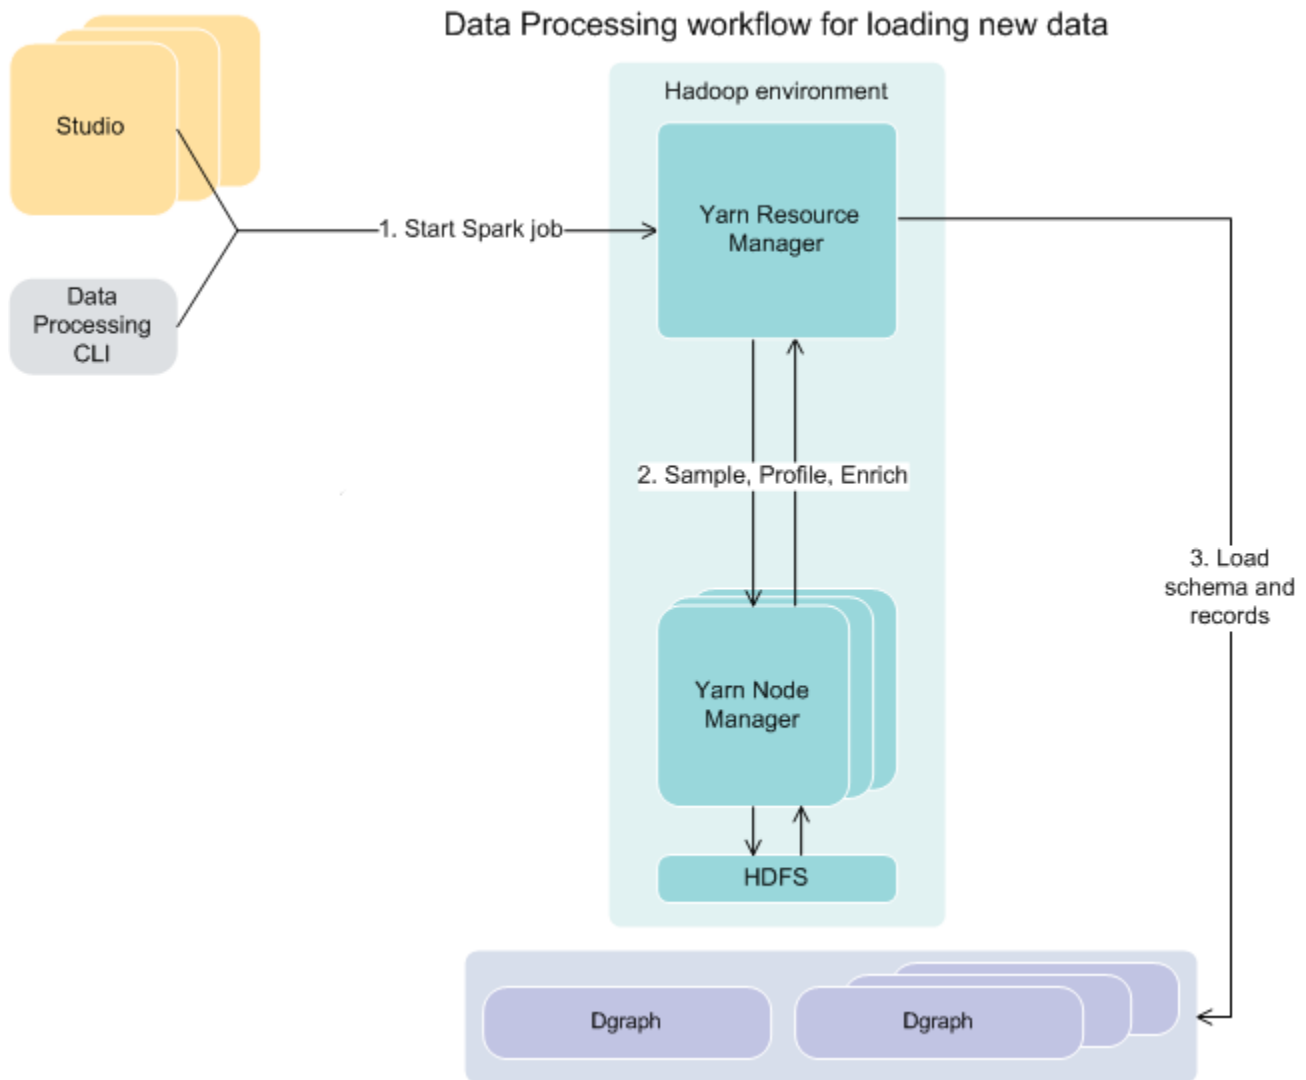 Data Processing workflow for loading new data
Hadoop environment
Studio
Yarn Resource
Manager
1. Start Spark job
Data
Processing
CLI
2. Sample, Profile, Enrich
3. Load
schema and
records
Yarn Node
Manager
HDFS
Dgraph
Dgraph